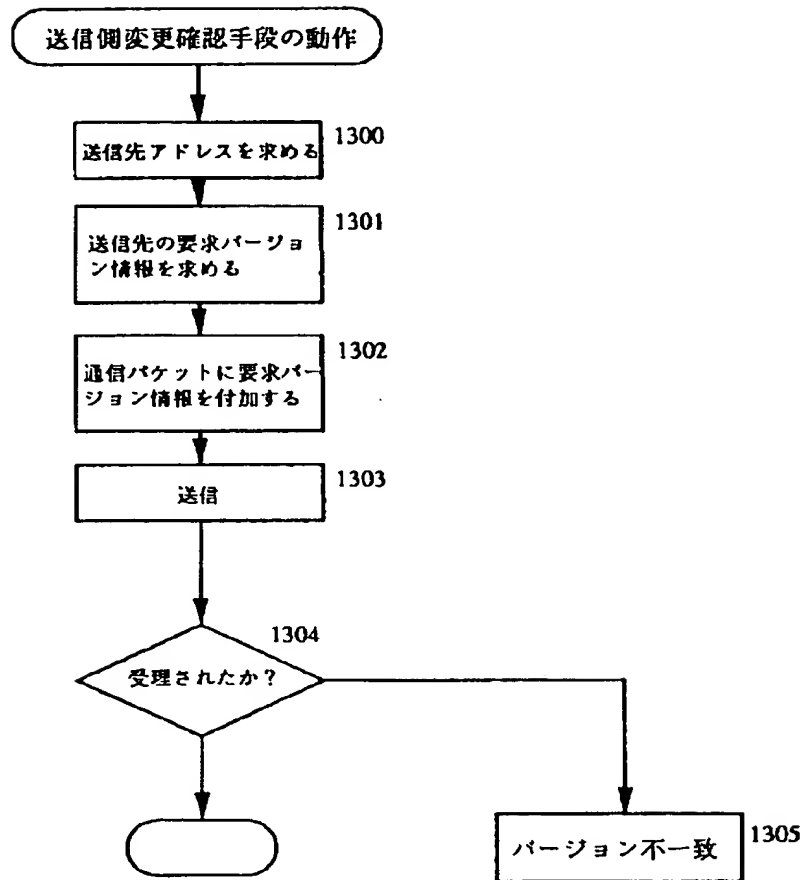 送信側変更確認手段の動作
1300
送信先アドレスを求める
1301
送信先の要求バージョ
ン情報を求める
1302
通信パケットに要求バー
ジョン情報を付加する
1303
送信
1304
受理されたか？
バージョン不一致
1305